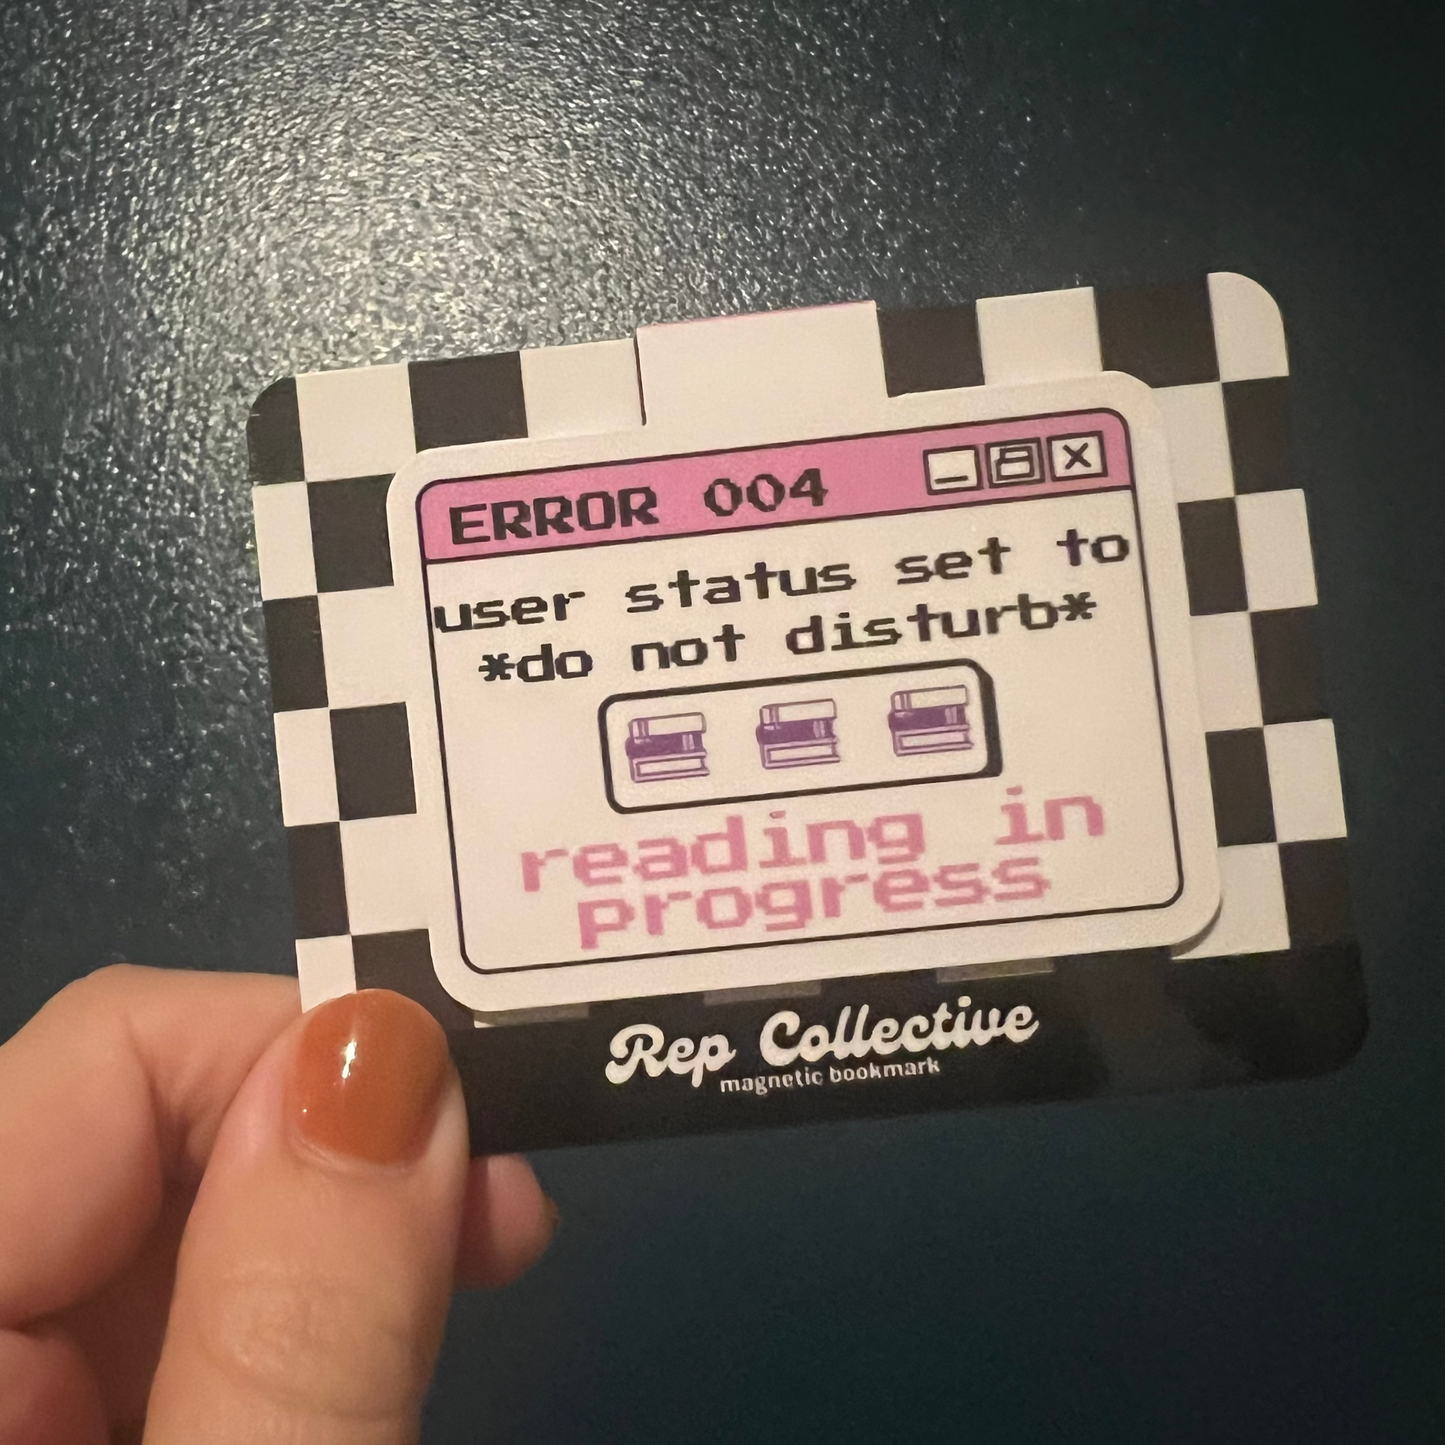 ERROR 004
user status set to
*do not disturb*
reading in
progress
Rep Collective
magnetic bookmark